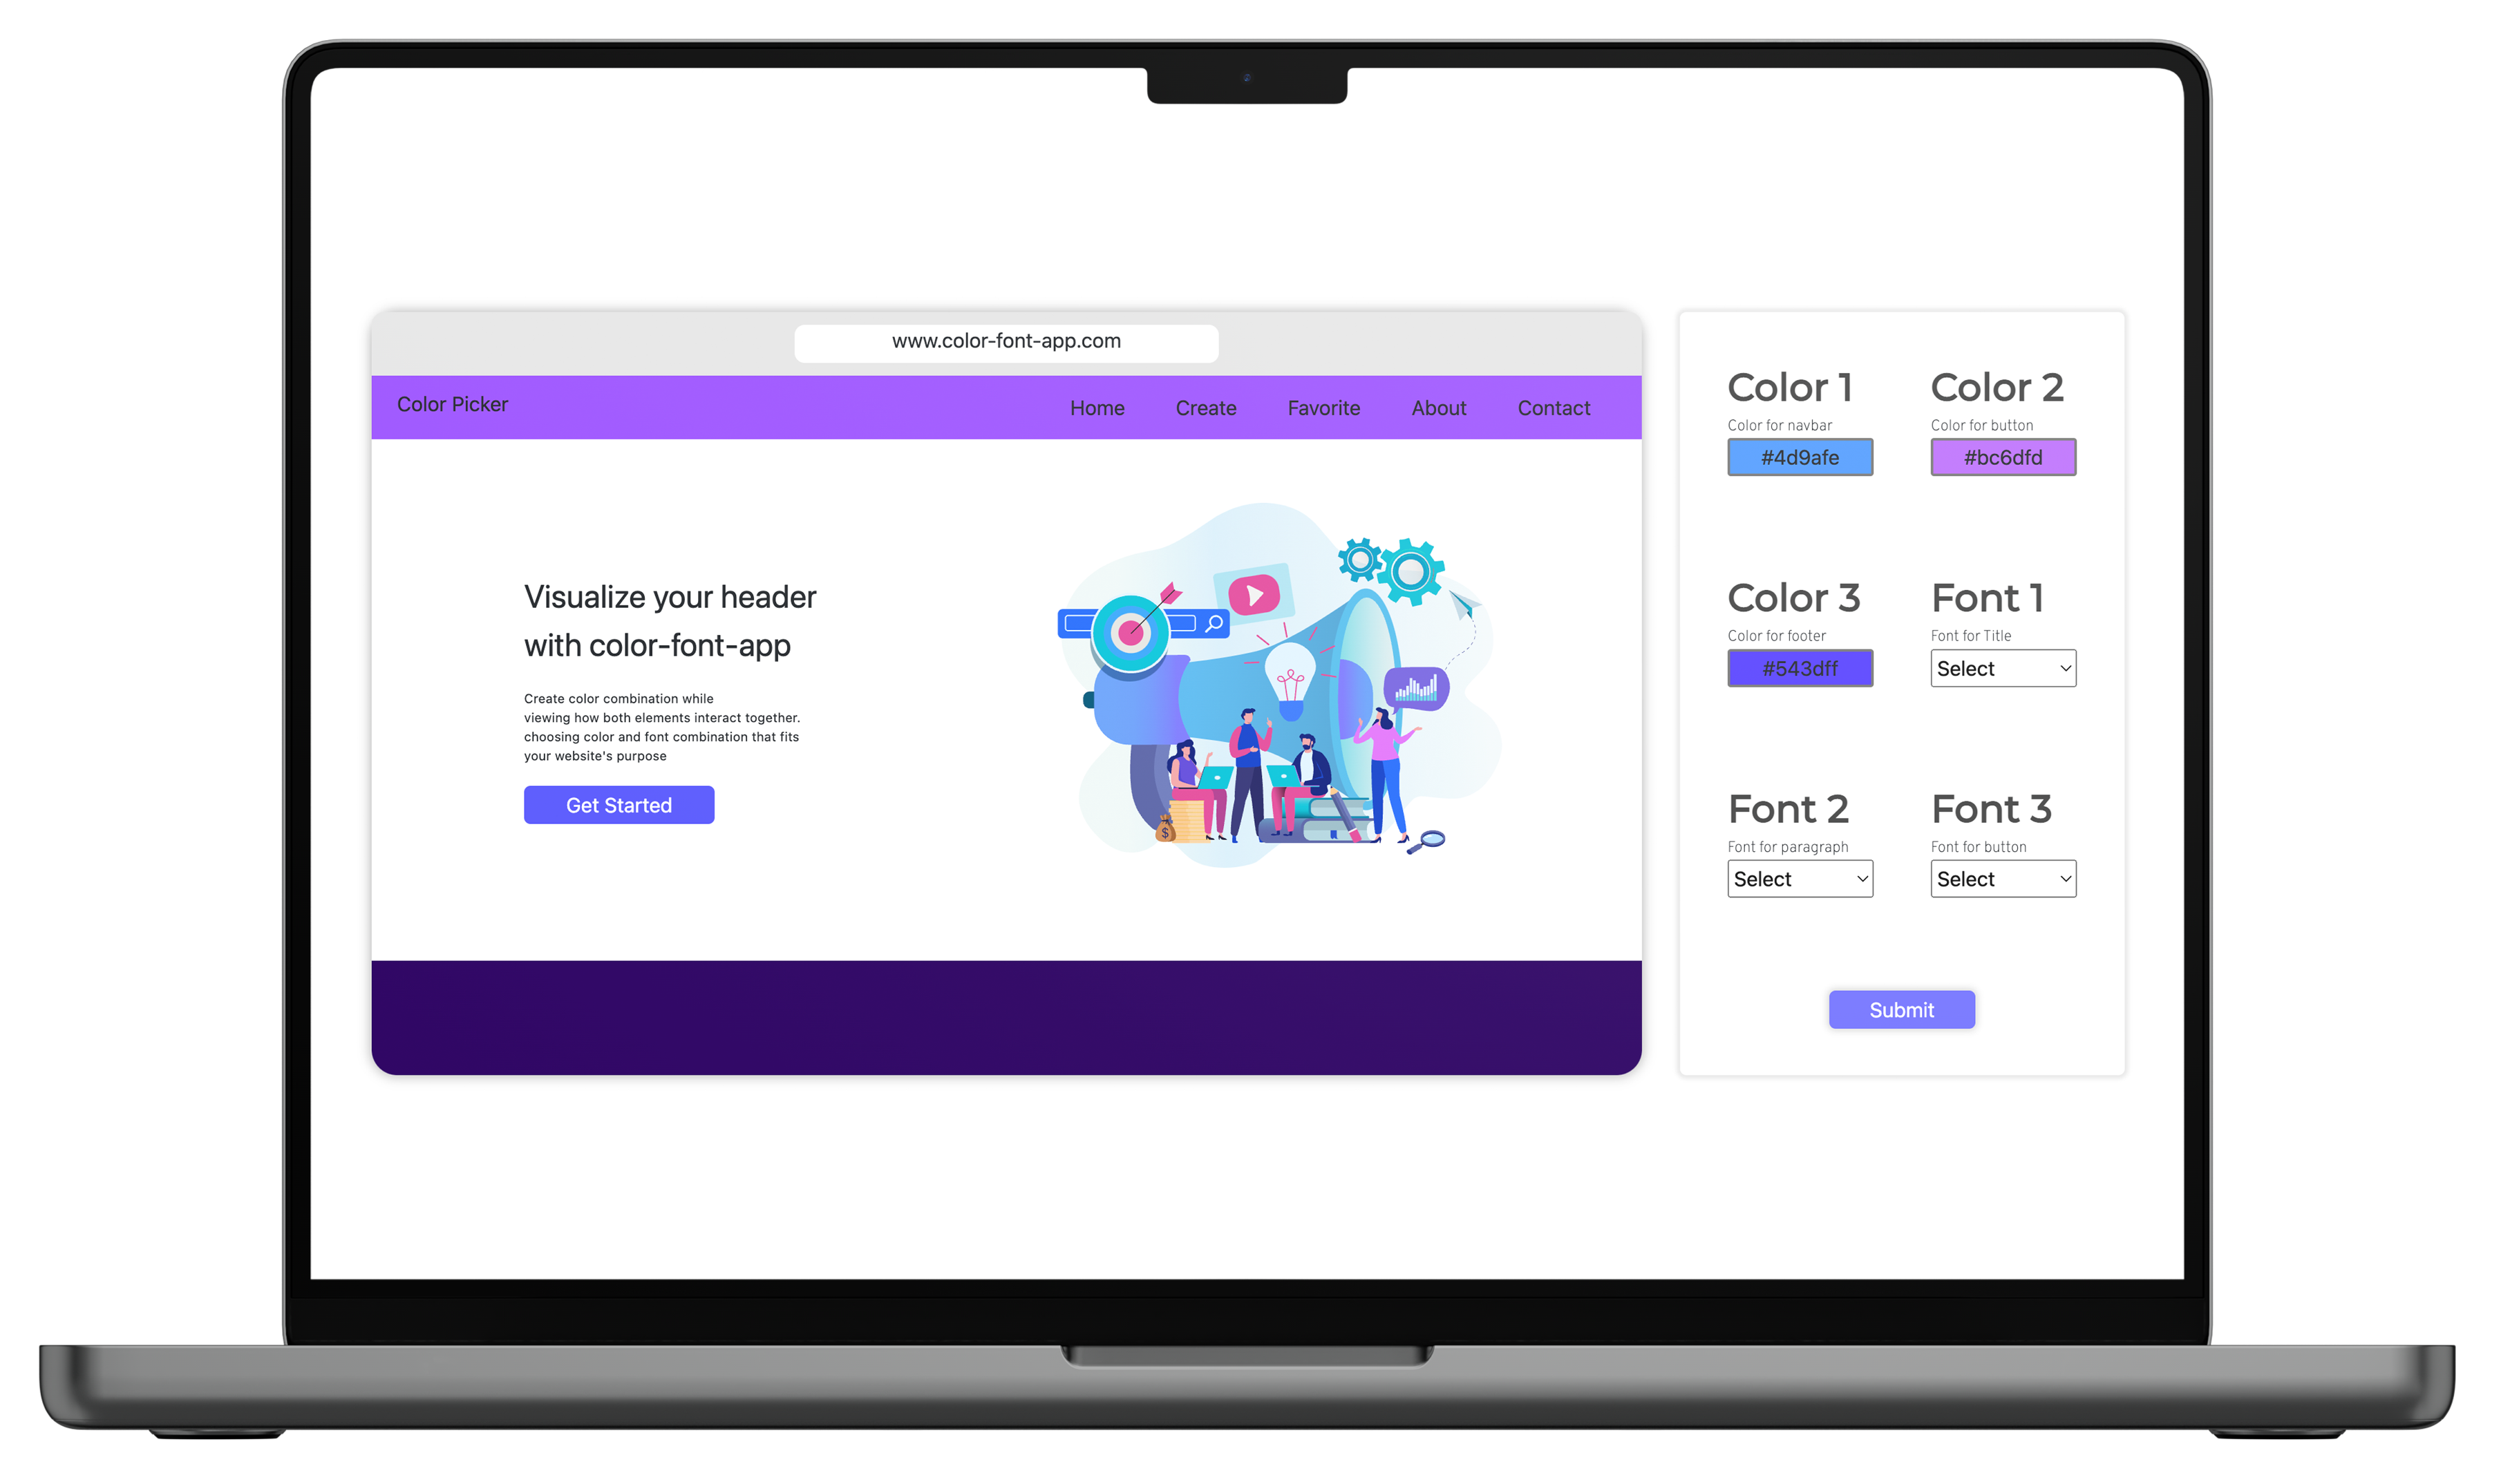 www.color-font-app.com
Color Picker
Home Create Favorite About Contact
Visualize your header
with color-font-app
Create color combination while
viewing how both elements interact together.
choosing color and font combination that fits
your website's purpose
Get Started
$
Color 1
Color for navbar
#4d9afe
Color 2
Color for button
#bc6dfd
Color 3
Color for footer
#543dff
Font 1
Font for Title
Select
Font 2
Font for paragraph
Select
Font 3
Font for button
Select
Submit